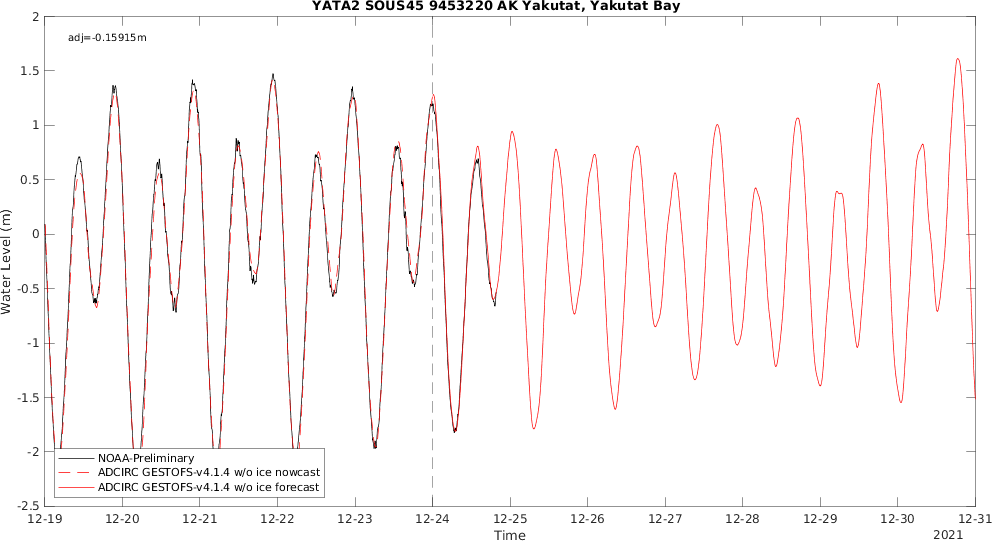 YATA2 SOUS45 9453220 AK Yakutat, Yakutat Bay
adj=-0.15915m
2
1.5
1
0.5
0
-0.5
-1
-1.5
-2
-2.5
Water Level (m)
NOAA-Preliminary
ADCIRC GESTOFS-v4.1.4 w/o ice nowcast
ADCIRC GESTOFS-v4.1.4 w/o ice forecast
12-19 12-20 12-21 12-22 12-23 12-24 12-25 12-26 12-27 12-28 12-29 12-30 12-31
Time
2021